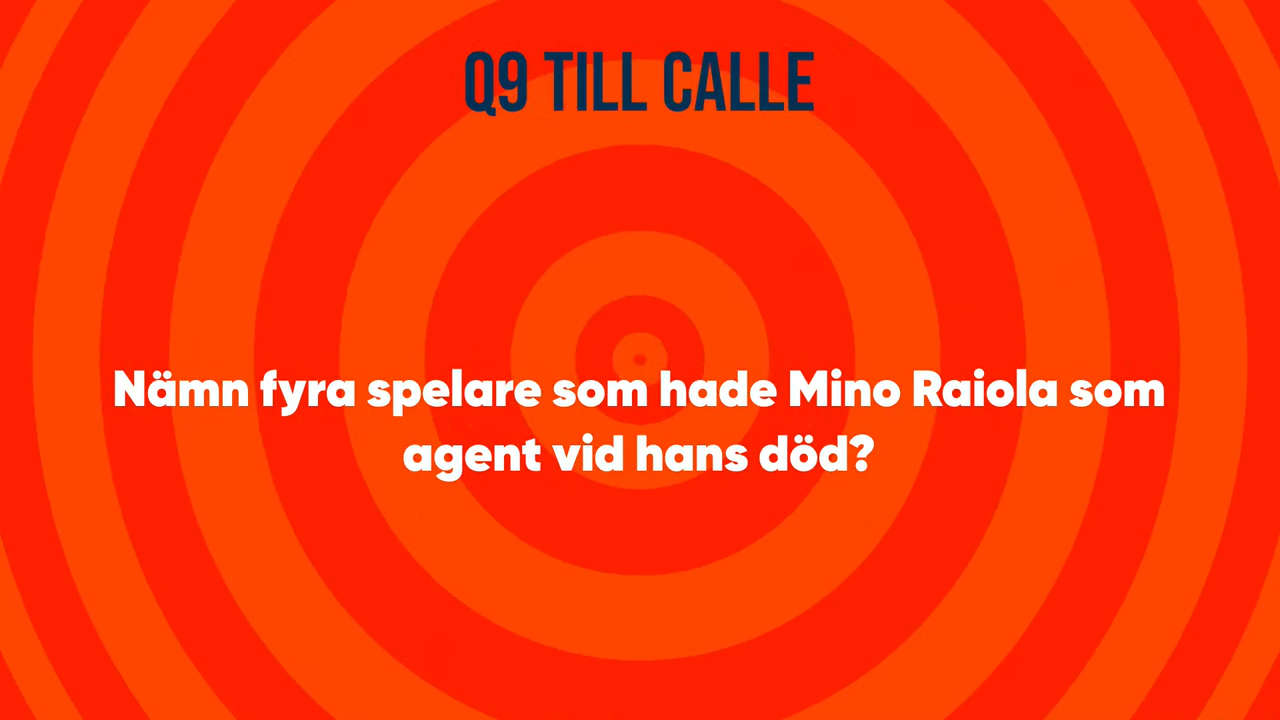 Q9 TILL CALLE
Nämn fyra spelare som hade Mino Raiola som
agent vid hans död?